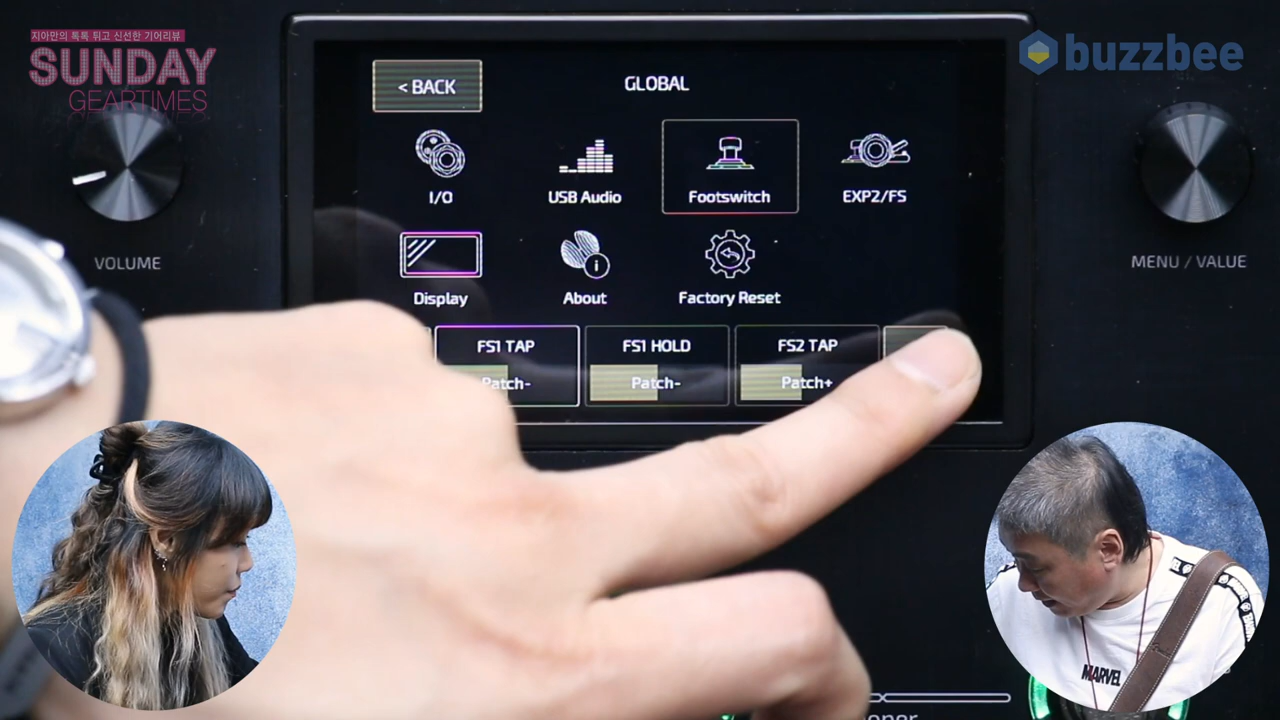 지아만의 톡톡 튀고 신선한 기어리뷰
SUNDAY
GEARTIMES
buzzbee
< BACK
GLOBAL
I/O
USB Audio
Footswitch
EXP2/FS
Display
About
Factory Reset
FS1 TAP
FS1 HOLD
FS2 TAP
Patch-
Patch-
Patch+
VOLUME
MENU / VALUE
MARVEL